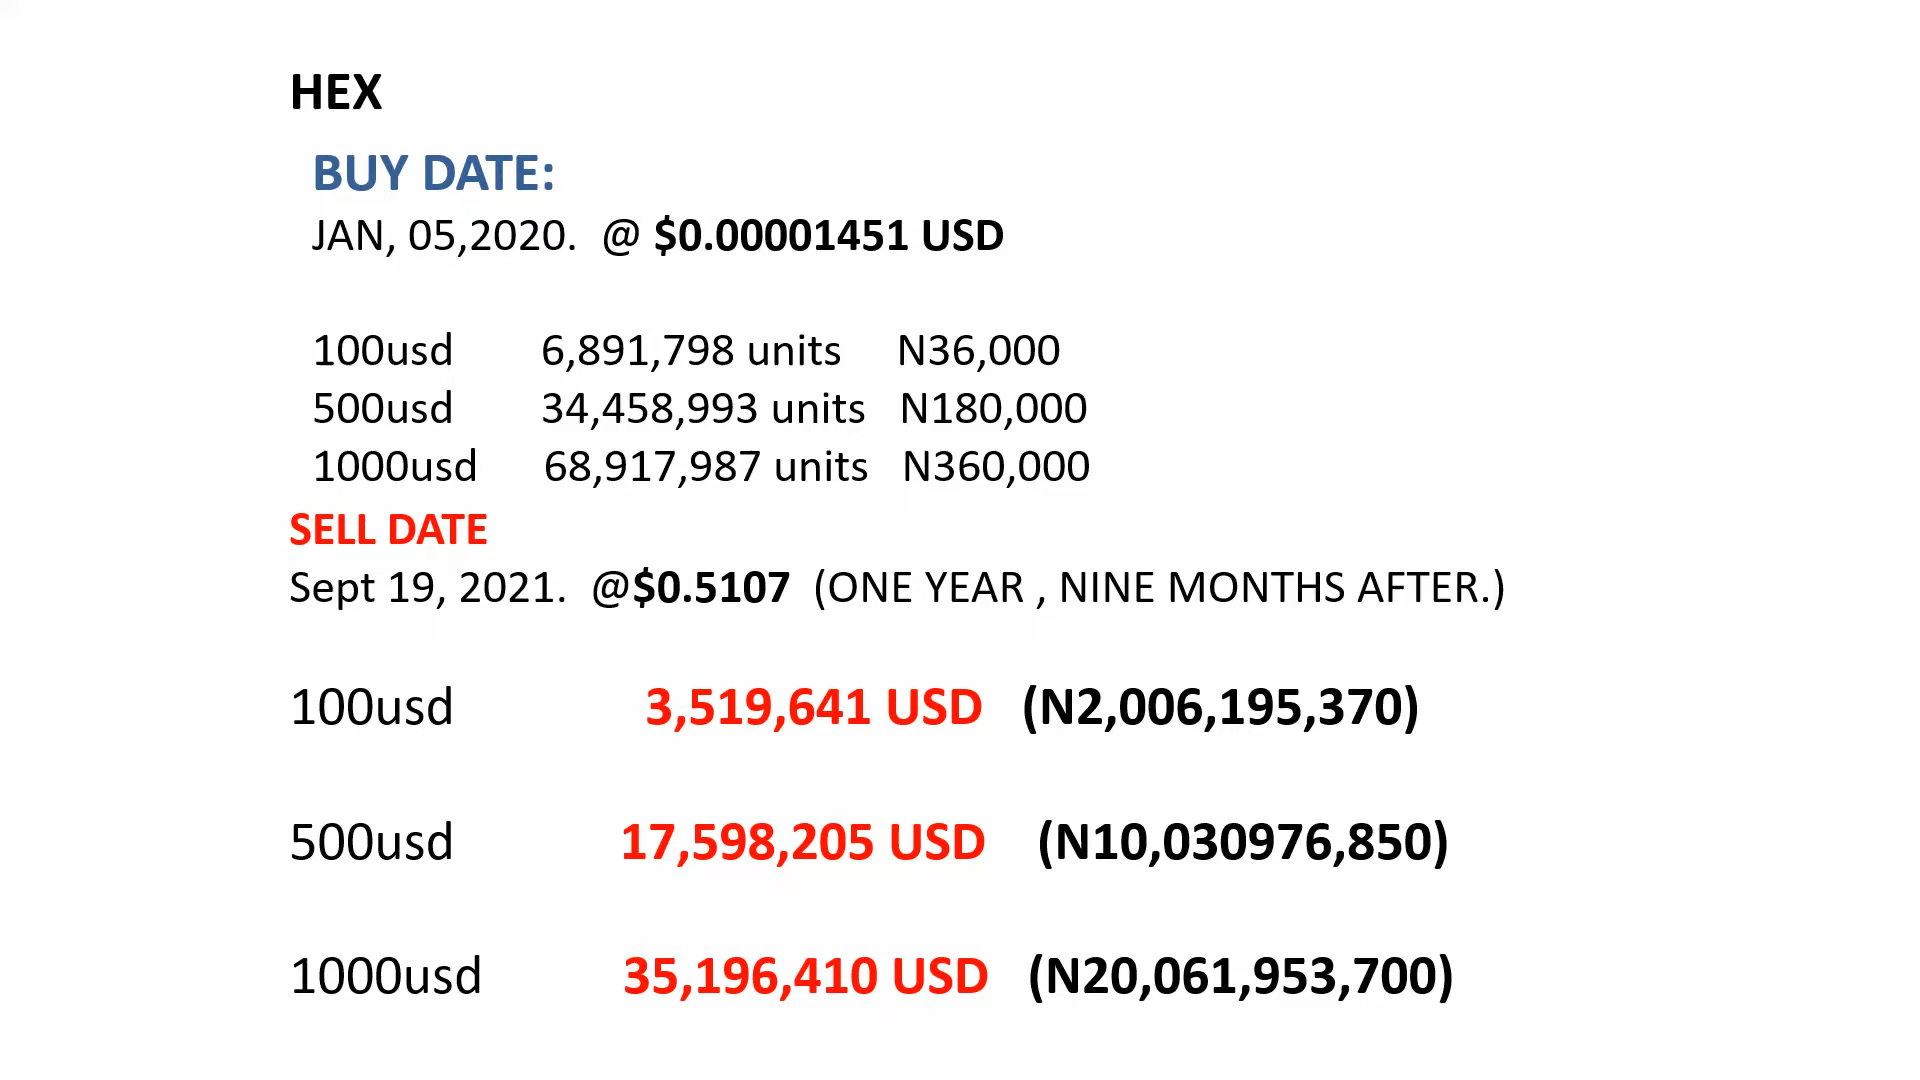 HEX
BUY DATE:
JAN, 05,2020. @ $0.00001451 USD
100usd 6,891,798 units N36,000
500usd 34,458,993 units N180,000
1000usd 68,917,987 units N360,000
SELL DATE
Sept 19, 2021. @$0.5107 (ONE YEAR , NINE MONTHS AFTER.)
100usd 3,519,641 USD (N2,006,195,370)
500usd 17,598,205 USD (N10,030976,850)
1000usd 35,196,410 USD (N20,061,953,700)